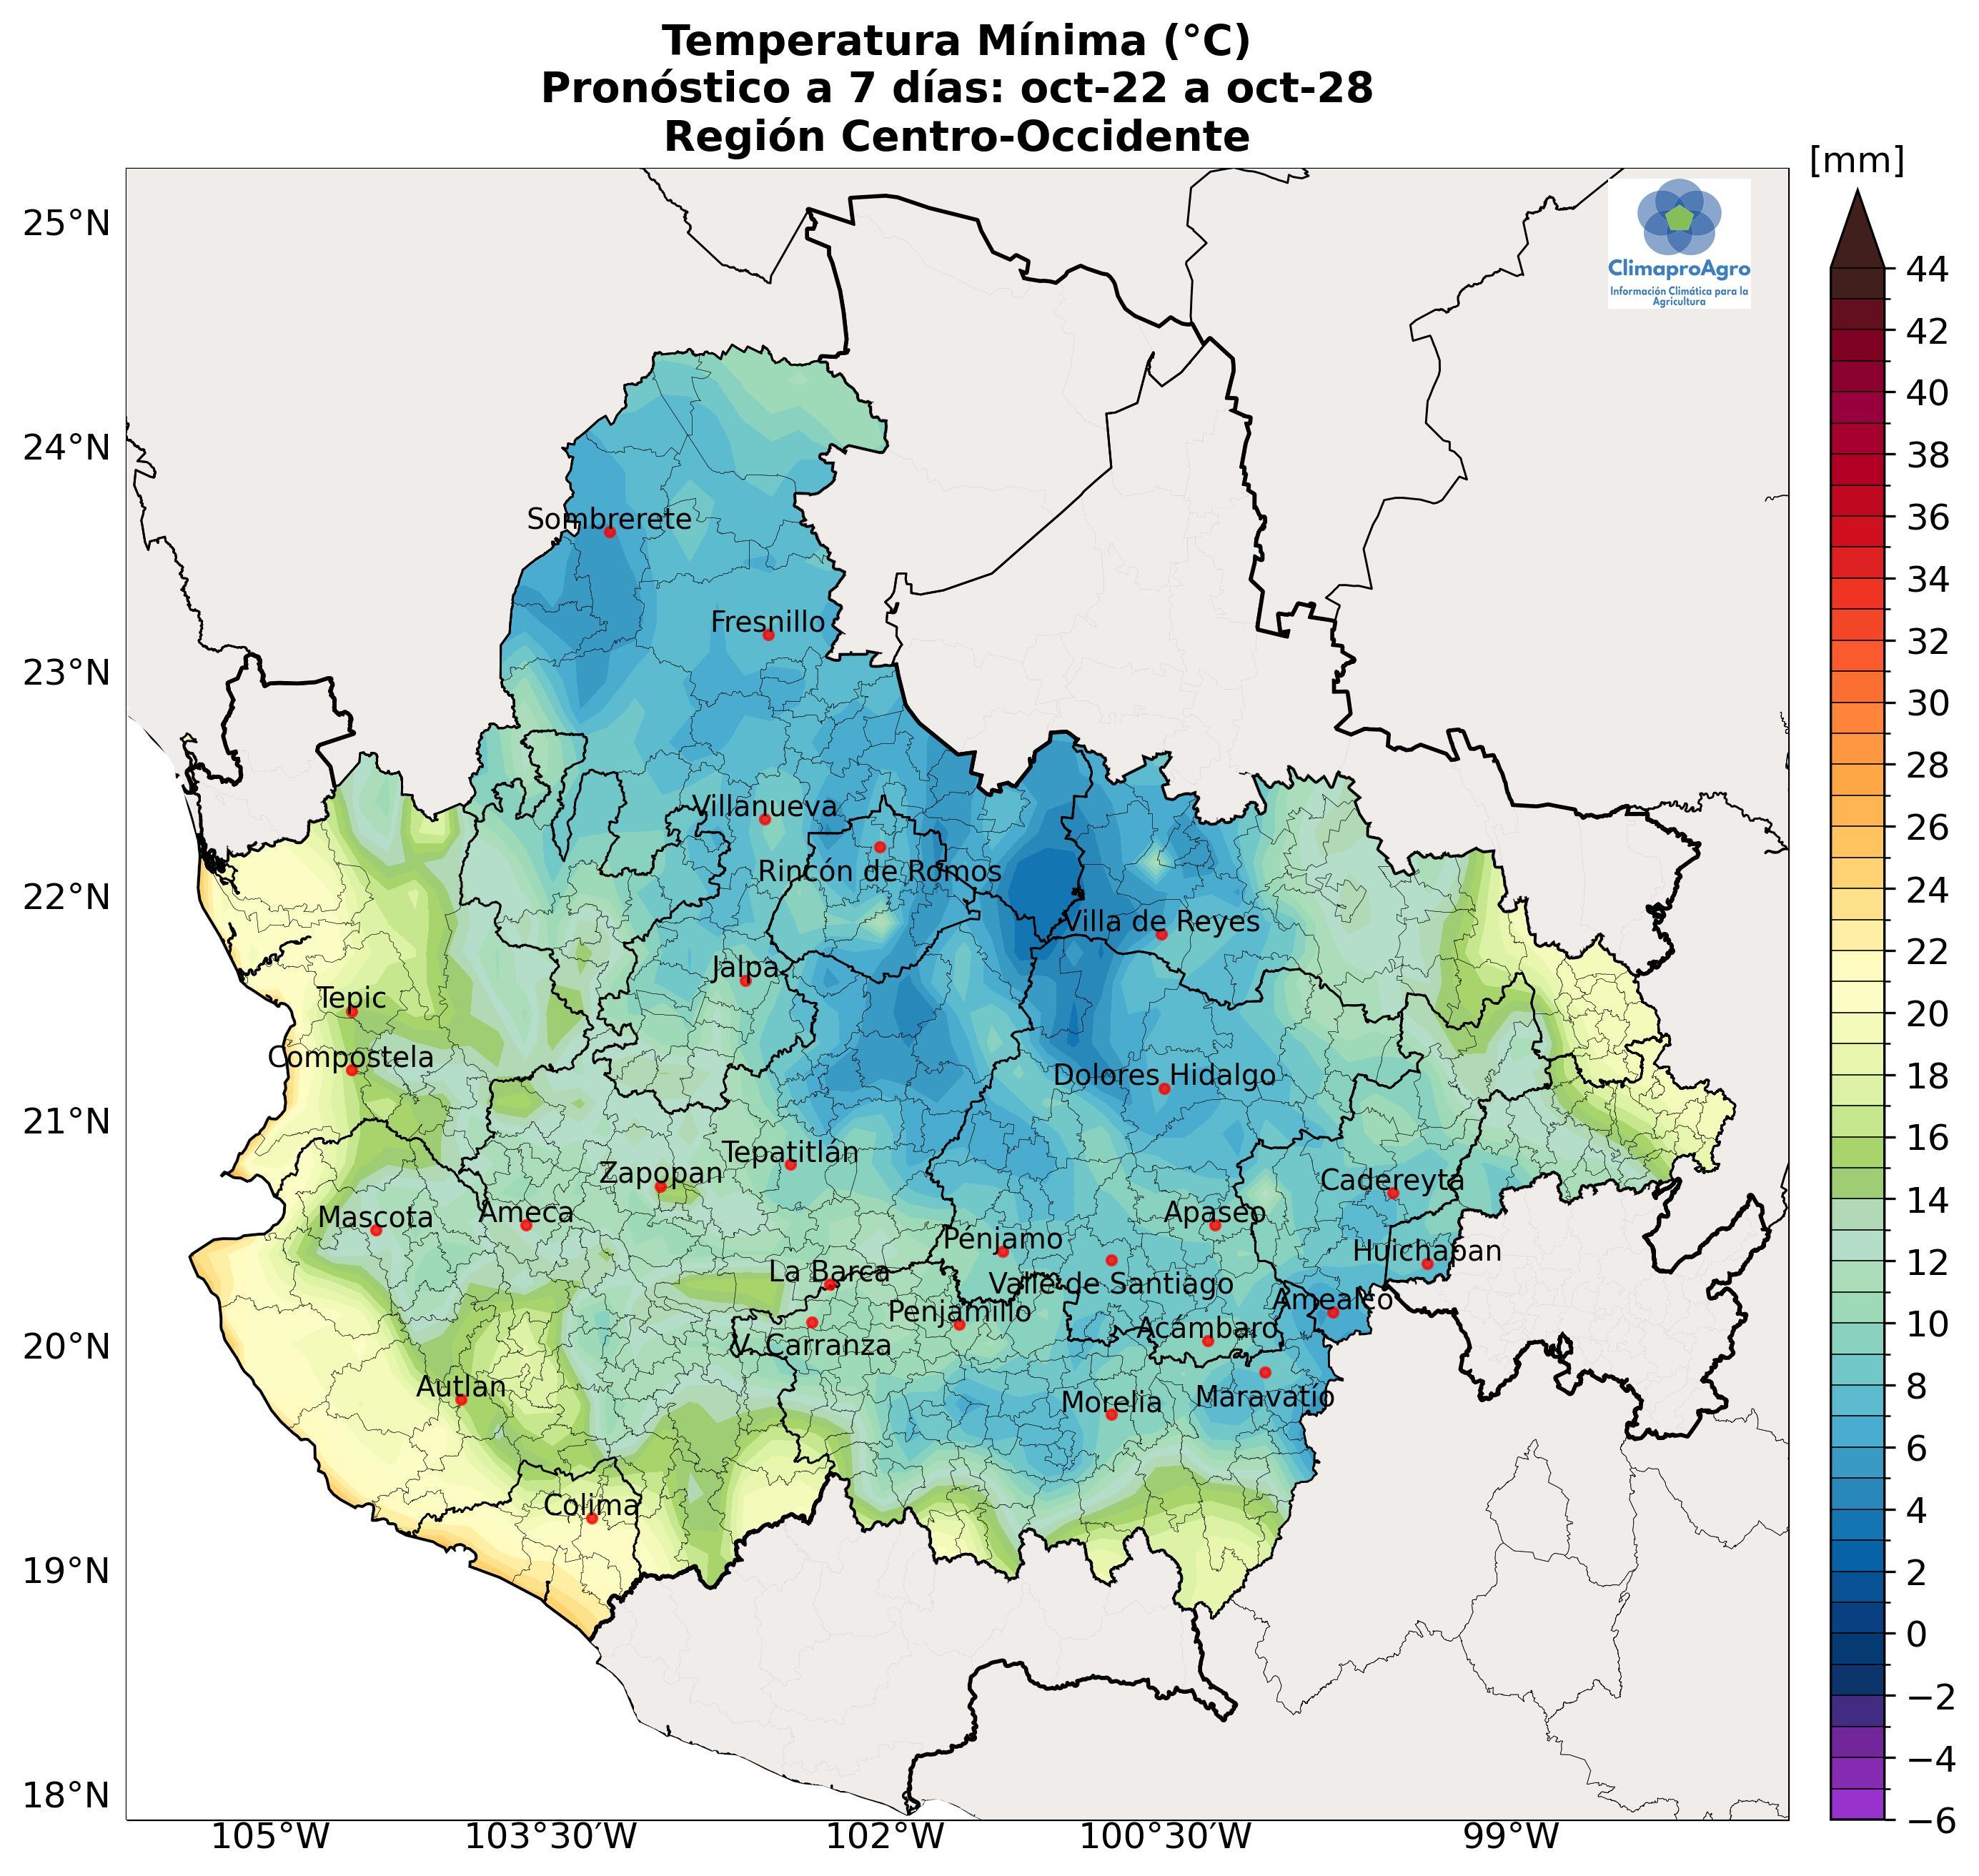 Temperatura Mínima (°C)
Pronóstico a 7 días: oct-22 a oct-28
Región Centro-Occidente
[mm]
ClimaproAgro
Información Climática para la
Agricultura
25°N
24°N
23°N
22°N
21°N
20°N
19°N
18°N
Sombrerete
Fresnillo
Villanueva
Rincón de Romos
Villa de Reyes
Jalpa
Tepic
Compostela
Dolores Hidalgo
Tepatitlán
Zapopan
Cadereyta
Mascota
Ameca
Apaseo
Pénjamo
Huichapan
La Barca
Valle de Santiago
Amealco
Penjamillo
Acámbaro
V. Carranza
Autlan
Morelia
Maravatío
Colima
105°W
103°30′W
102°W
100°30′W
99°W
44
42
40
38
36
34
32
30
28
26
24
22
20
18
16
14
12
10
8
6
4
2
0
−2
−4
−6